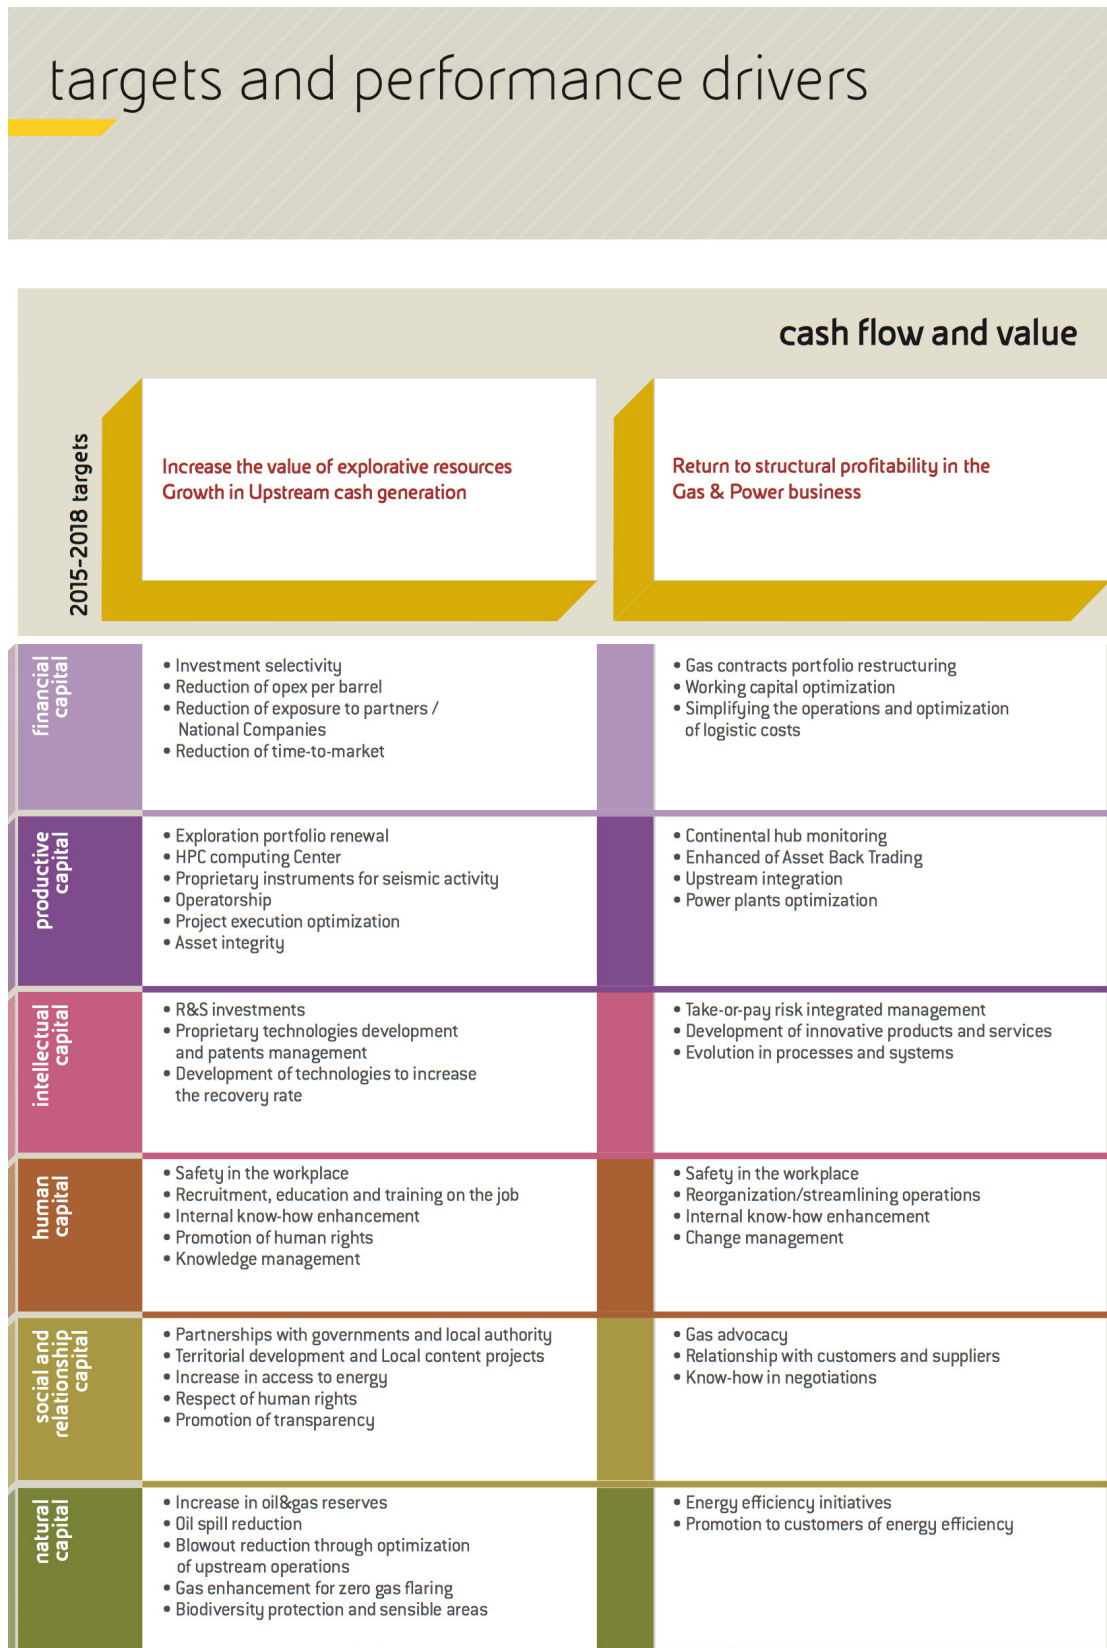 targets and performance drivers
cash flow and value
2015-2018 targets
Increase the value of explorative resources
Growth in Upstream cash generation
Return to structural profitability in the
Gas & Power business
financial
capital
• Investment selectivity
• Reduction of opex per barrel
• Reduction of exposure to partners /
National Companies
• Reduction of time-to-market
• Gas contracts portfolio restructuring
• Working capital optimization
• Simplifying the operations and optimization
of logistic costs
productive
capital
• Exploration portfolio renewal
• HPC computing Center
• Proprietary instruments for seismic activity
• Operatorship
• Project execution optimization
• Asset integrity
• Continental hub monitoring
• Enhanced of Asset Back Trading
• Upstream integration
• Power plants optimization
intellectual
capital
• R&S investments
• Proprietary technologies development
and patents management
• Development of technologies to increase
the recovery rate
• Take-or-pay risk integrated management
• Development of innovative products and services
• Evolution in processes and systems
human
capital
• Safety in the workplace
• Recruitment, education and training on the job
• Internal know-how enhancement
• Promotion of human rights
• Knowledge management
• Safety in the workplace
• Reorganization/streamlining operations
• Internal know-how enhancement
• Change management
social and
relationship
capital
• Partnerships with governments and local authority
• Territorial development and Local content projects
• Increase in access to energy
• Respect of human rights
• Promotion of transparency
• Gas advocacy
• Relationship with customers and suppliers
• Know-how in negotiations
natural
capital
• Increase in oil&gas reserves
• Oil spill reduction
• Blowout reduction through optimization
of upstream operations
• Gas enhancement for zero gas flaring
• Biodiversity protection and sensible areas
• Energy efficiency initiatives
• Promotion to customers of energy efficiency